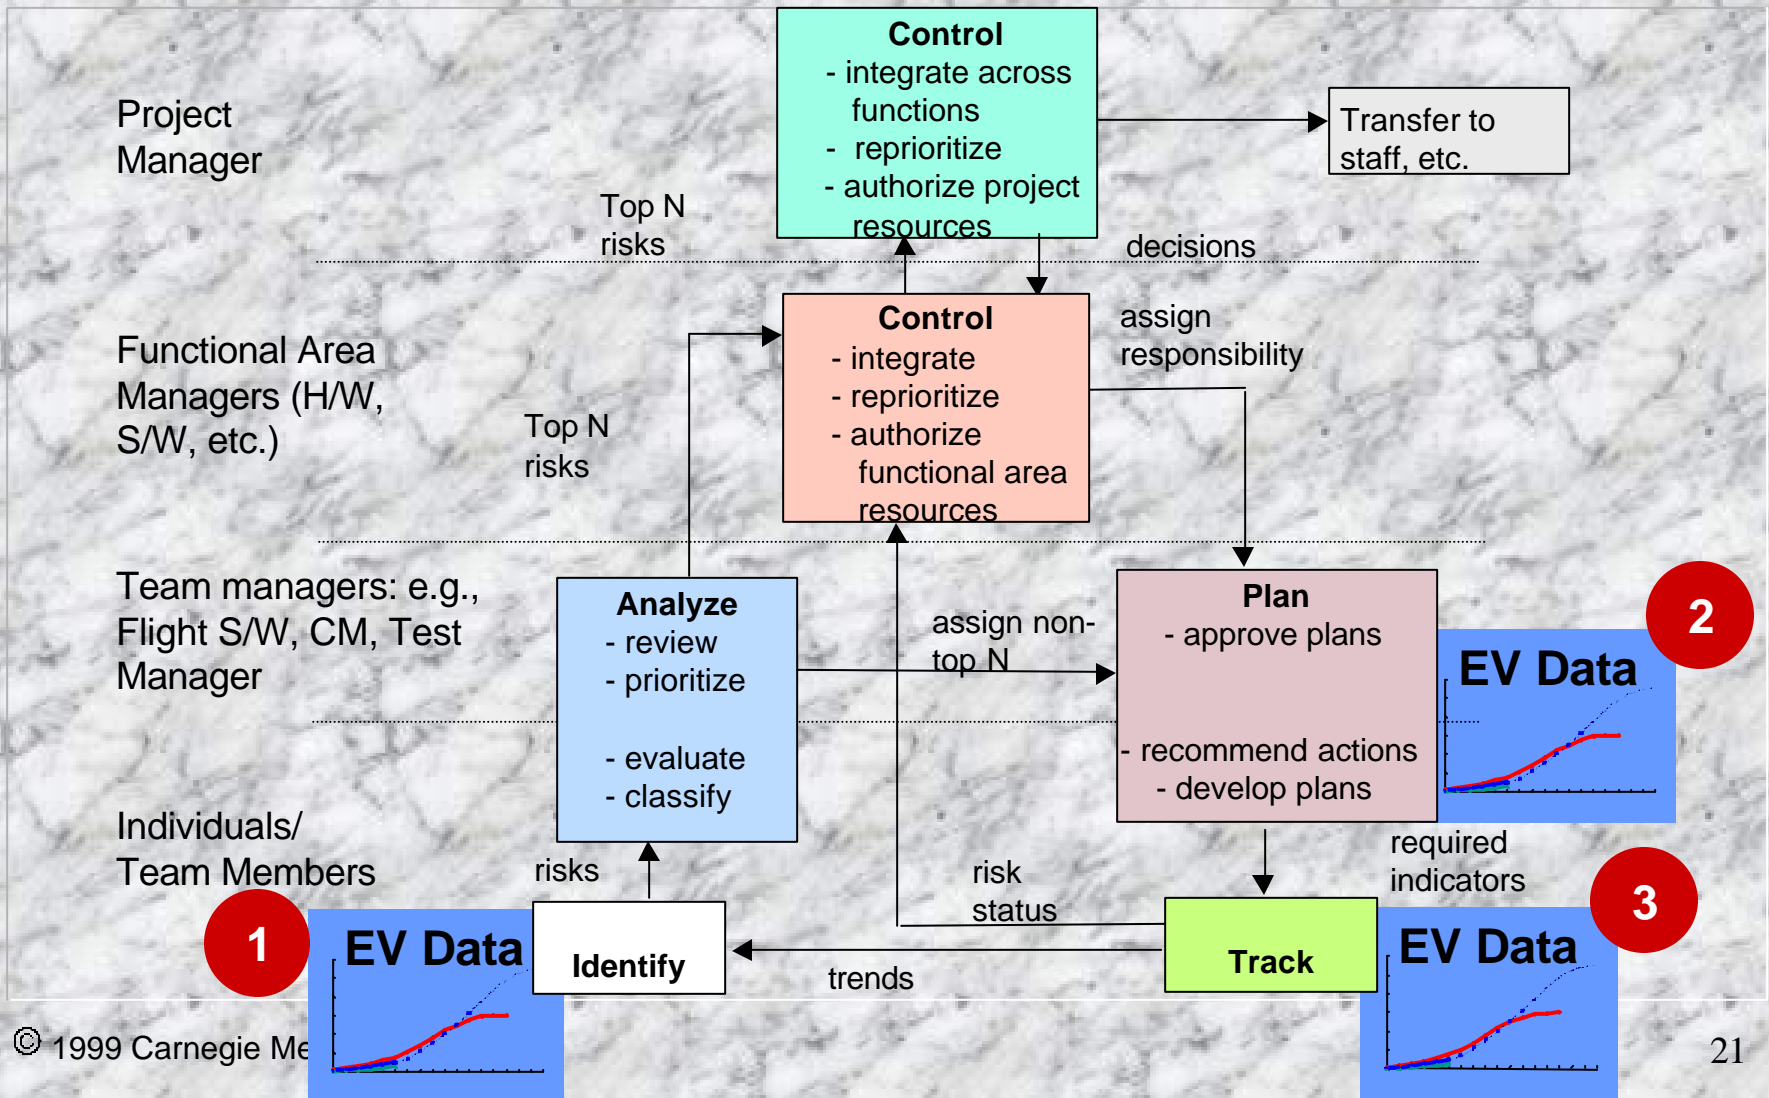 Control
- integrate across
functions
- reprioritize
- authorize project
resources
Project
Manager
Transfer to
staff, etc.
Top N
risks
decisions
Control
- integrate
- reprioritize
- authorize
functional area
resources
assign
responsibility
Functional Area
Managers (H/W,
S/W, etc.)
Top N
risks
Team managers: e.g.,
Flight S/W, CM, Test
Manager
Analyze
- review
- prioritize
- evaluate
- classify
assign non-
top N
Plan
- approve plans
- recommend actions
- develop plans
2
EV Data
Individuals/
Team Members
risks
risk
status
required
indicators
1
EV Data
Identify
trends
Track
3
EV Data
© 1999 Carnegie Me
21